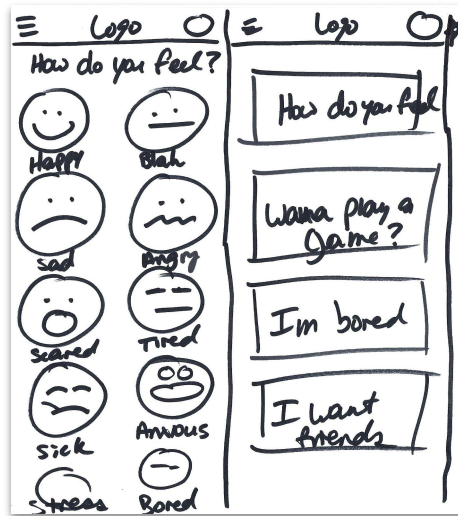 Logo
How do you feel?
Happy
Blah
Sad
Angry
Scared
Tired
Sick
Anxious
Stress
Bored
Logo
How do you feel
Wanna play a
Game?
I'm bored
I want
friends